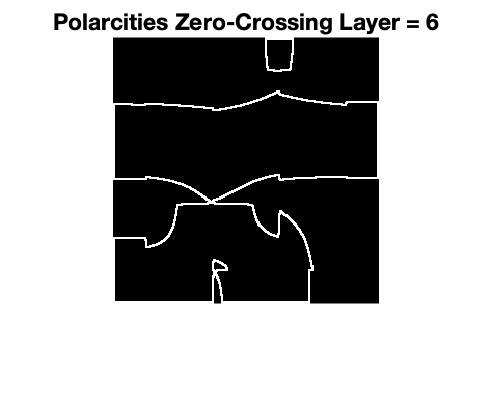 Polarcities Zero-Crossing Layer = 6